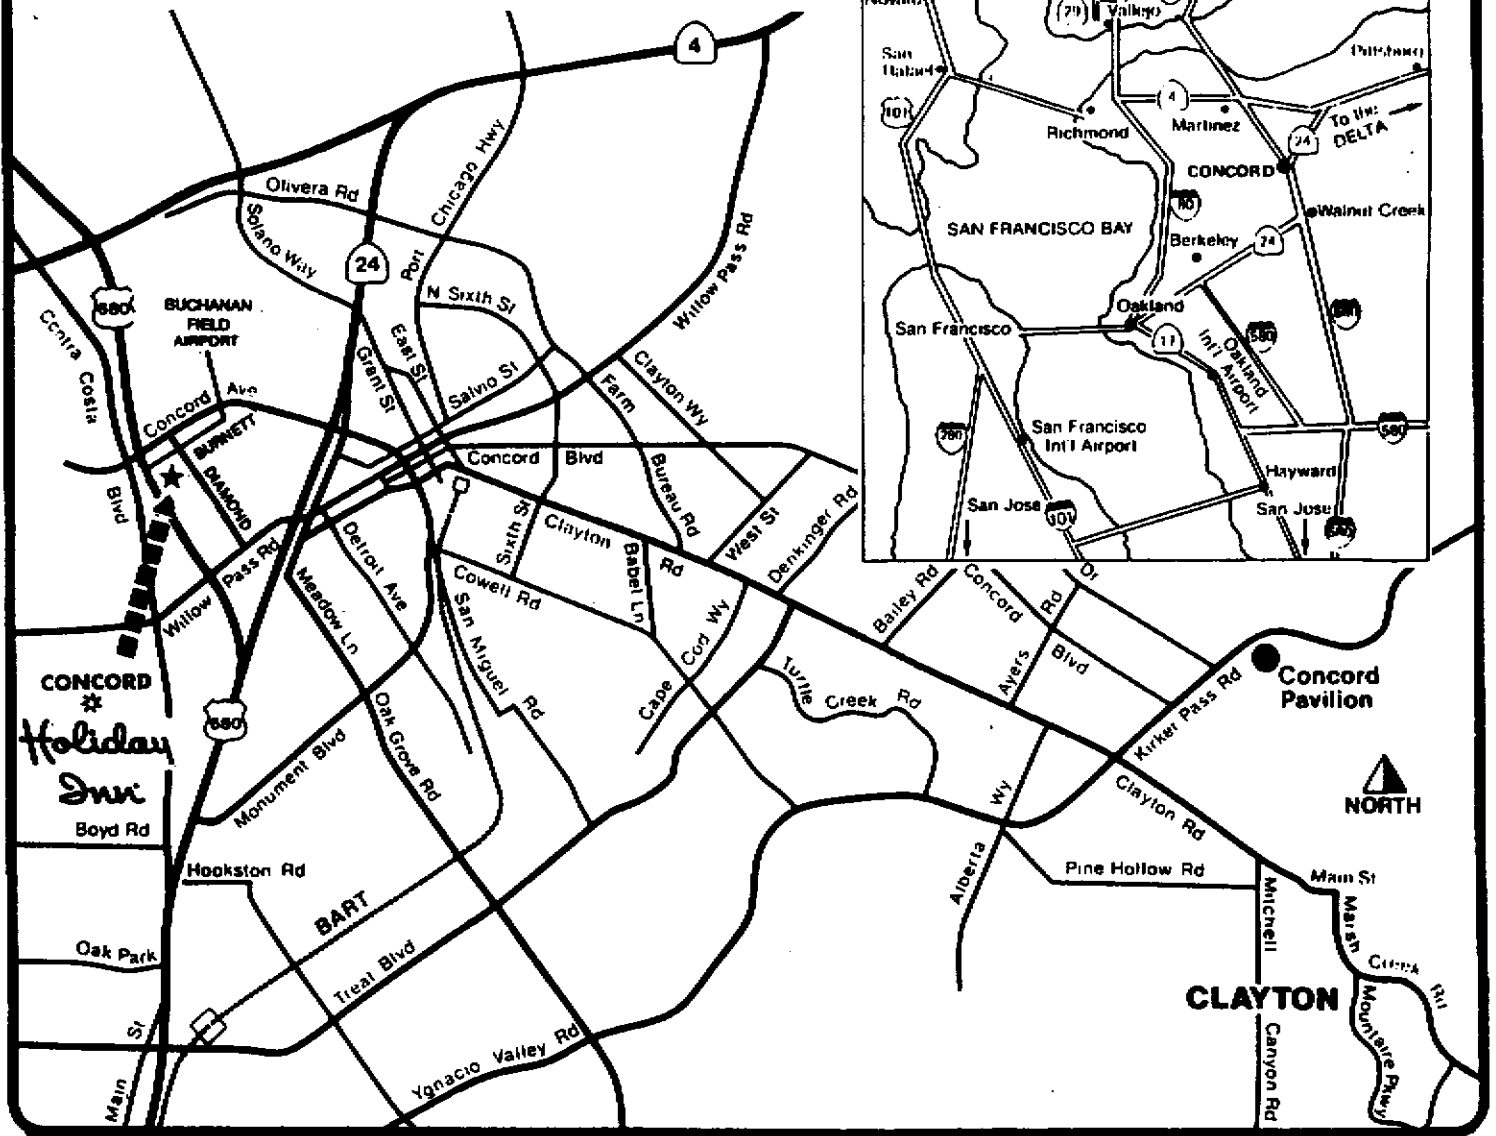 4
Olivera Rd
Solano Way
Port Chicago Hwy
24
680
BUCHANAN
FIELD
AIRPORT
N Sixth St
Willow Pass Rd
Contra Costa Blvd
East St
Grant St
Salvio St
Farm Bureau Rd
Clayton Wy
Concord Ave
BURNETT
DIAMOND
Concord Blvd
Sixth St
Clayton Rd
West St
Denkinger Rd
Babel Ln
Detroit Ave
Willow Pass Rd
Meadow Ln
Cowell Rd
San Miguel Rd
Cape Cod Wy
Bailey Rd
Concord Blvd
Ayers Rd
Dr
Turtle Creek Rd
Kirker Pass Rd
Concord
Pavilion
CONCORD
Holiday
Inn
680
Monument Blvd
Oak Grove Rd
NORTH
Boyd Rd
Hookston Rd
BART
Treat Blvd
Oak Park
Main St
Ygnacio Valley Rd
Alberta Wy
Clayton Rd
Pine Hollow Rd
Main St
Mitchell Canyon Rd
Marsh Creek Rd
CLAYTON
Mountaire Pkwy
Vallejo
San
Rafael
101
Richmond
4
Martinez
Pittsburg
To the
DELTA
24
CONCORD
80
Walnut Creek
SAN FRANCISCO BAY
Berkeley
24
Oakland
San Francisco
17
580
680
Oakland
Int'l Airport
280
San Francisco
Int'l Airport
580
Hayward
San Jose
101
San Jose
680